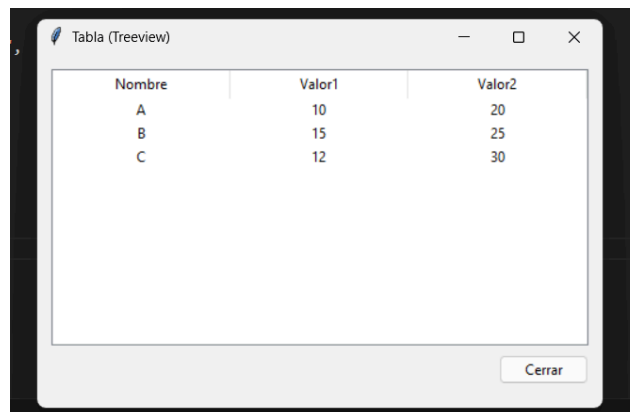 Tabla (Treeview)
Nombre Valor1 Valor2
A 10 20
B 15 25
C 12 30
Cerrar